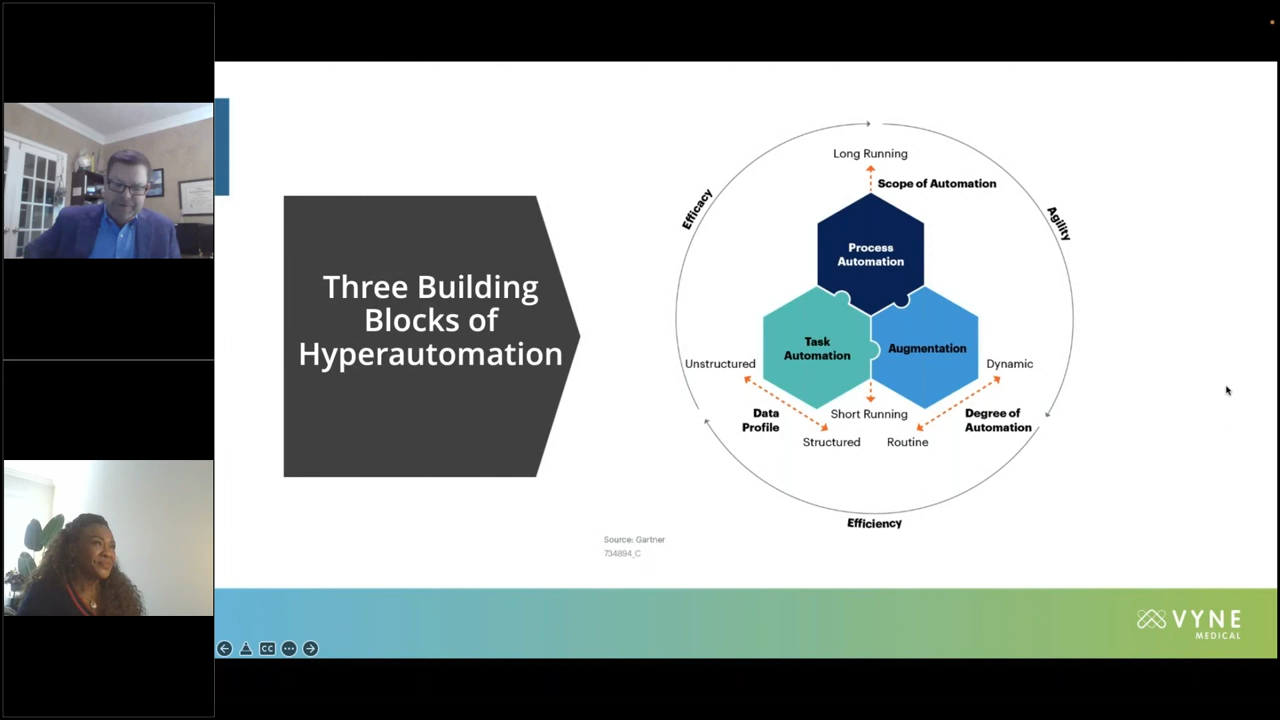 Three Building
Blocks of
Hyperautomation
Long Running
Scope of Automation
Efficacy
Agility
Process
Automation
Task
Automation
Augmentation
Unstructured
Dynamic
Data
Profile
Short Running
Degree of
Automation
Structured
Routine
Efficiency
Source: Gartner
734894_C
VYNE
MEDICAL
CC